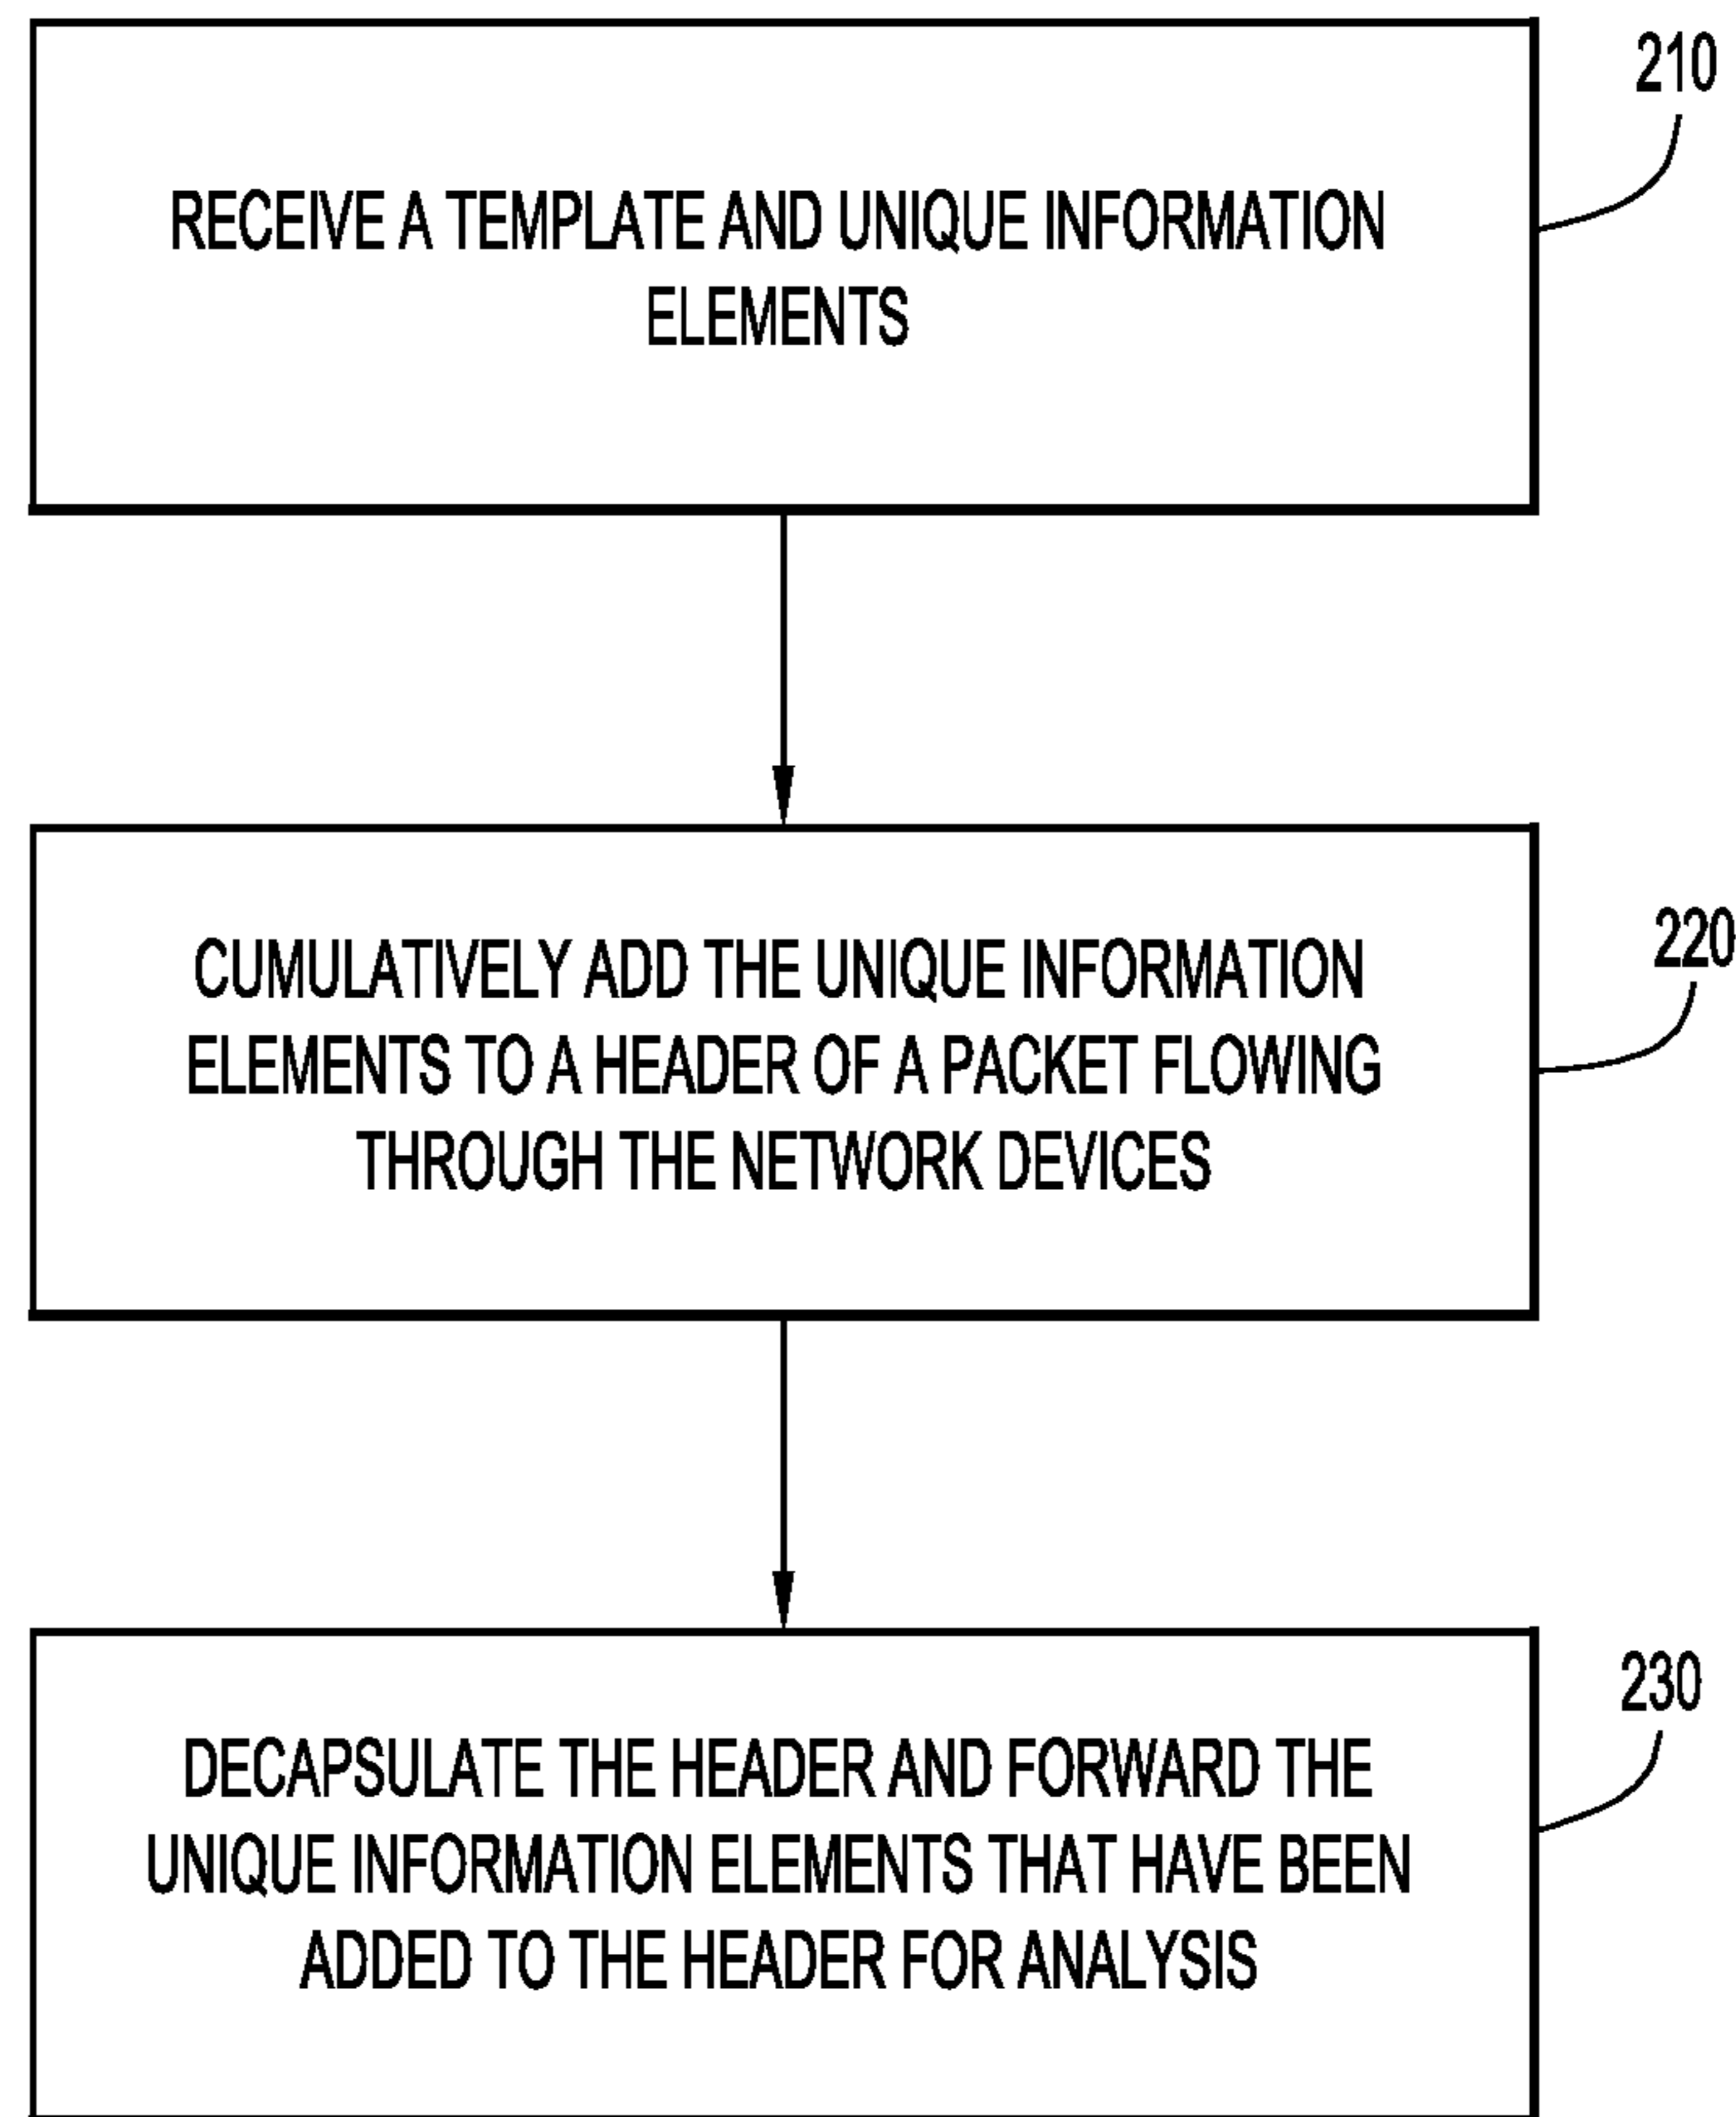 210
RECEIVE A TEMPLATE AND UNIQUE INFORMATION
ELEMENTS
220
CUMULATIVELY ADD THE UNIQUE INFORMATION
ELEMENTS TO A HEADER OF A PACKET FLOWING
THROUGH THE NETWORK DEVICES
230
DECAPSULATE THE HEADER AND FORWARD THE
UNIQUE INFORMATION ELEMENTS THAT HAVE BEEN
ADDED TO THE HEADER FOR ANALYSIS